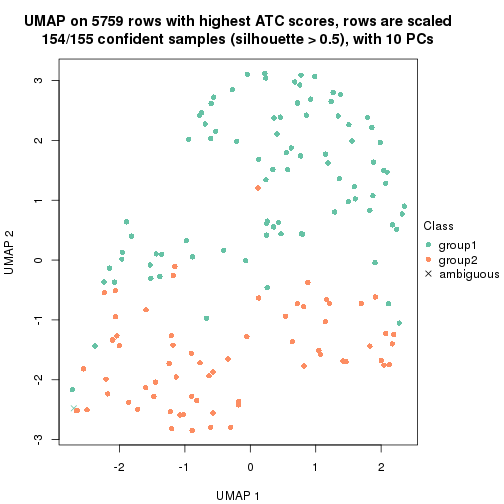 UMAP on 5759 rows with highest ATC scores, rows are scaled
154/155 confident samples (silhouette > 0.5), with 10 PCs
3
2
1
0
-1
-2
-3
UMAP 2
-2
-1
0
1
2
UMAP 1
Class
group1
group2
ambiguous